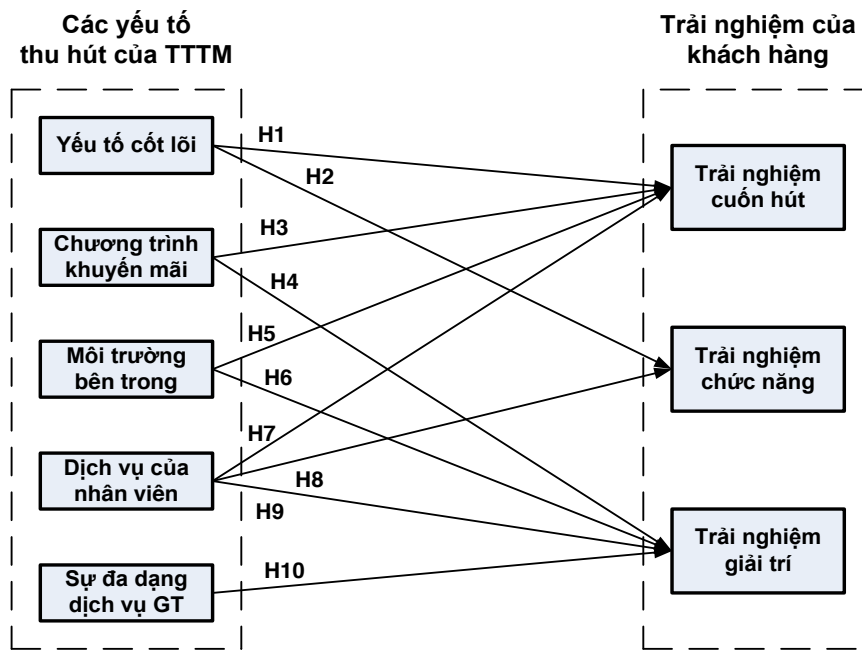 Các yếu tố
thu hút của TTTM
Trải nghiệm của
khách hàng
Yếu tố cốt lõi
Chương trình
khuyến mãi
Môi trường
bên trong
Dịch vụ của
nhân viên
Sự đa dạng
dịch vụ GT
H1
H2
H3
H4
H5
H6
H7
H8
H9
H10
Trải nghiệm
cuốn hút
Trải nghiệm
chức năng
Trải nghiệm
giải trí